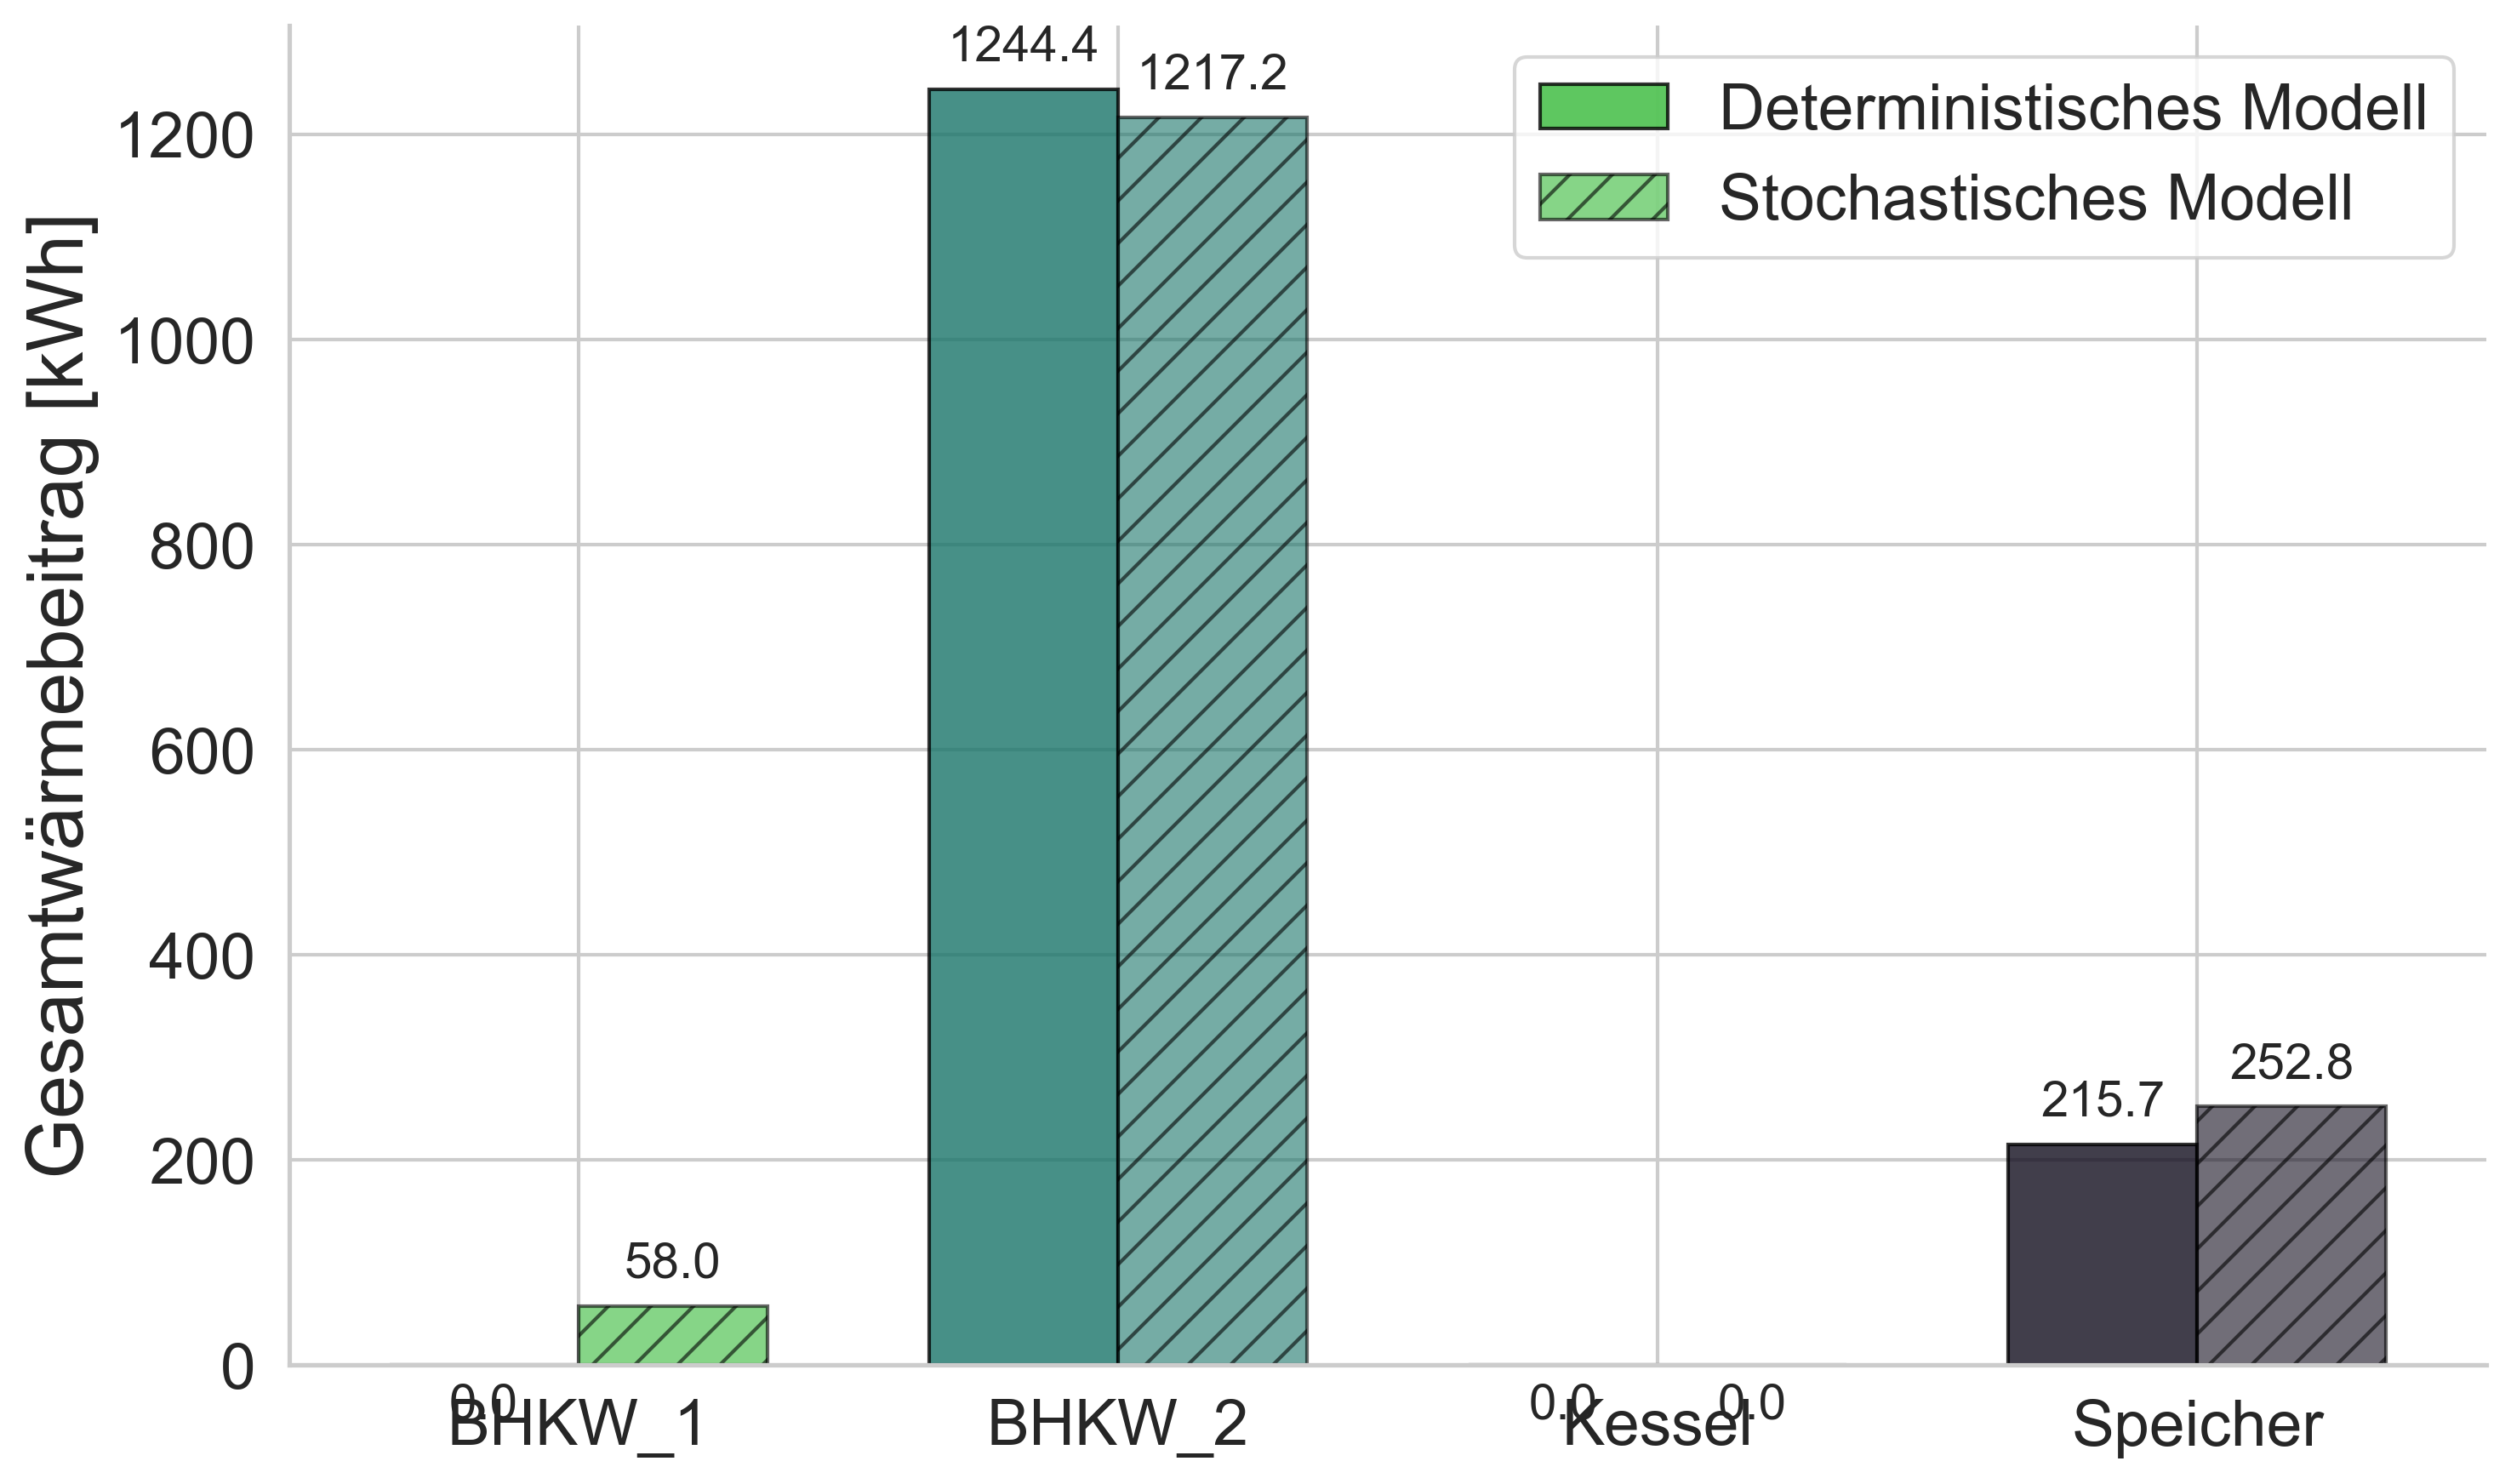 Gesamtwärmebeitrag [kWh]
1200
1000
800
600
400
200
0
Deterministisches Modell
Stochastisches Modell
1244.4
1217.2
215.7
252.8
58.0
0.0
0.0
0.0
BHKW_1
BHKW_2
Kessel
Speicher